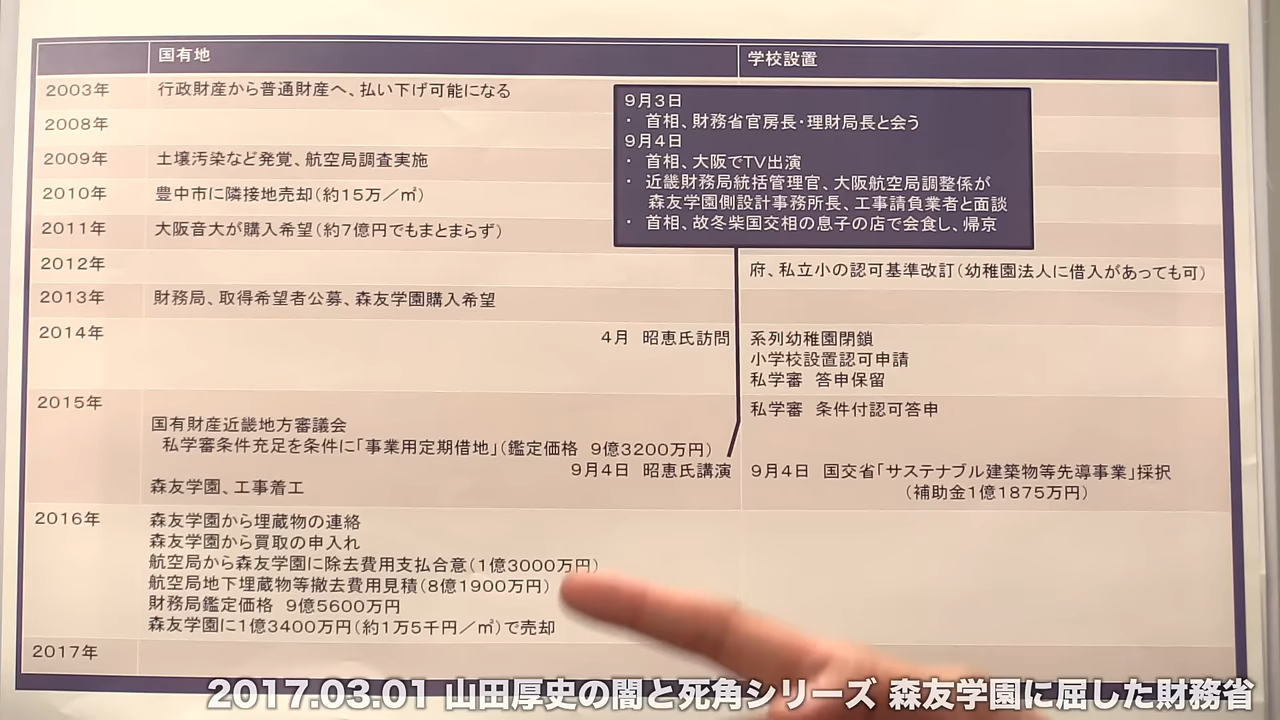 国有地
学校設置
2003年
行政財産から普通財産へ、払い下げ可能になる
2008年
2009年
土壌汚染など発覚、航空局調査実施
2010年
豊中市に隣接地売却(約15万／㎡)
2011年
大阪音大が購入希望(約7億円でもまとまらず)
9月3日
・ 首相、財務省官房長・理財局長と会う
9月4日
・ 首相、大阪でTV出演
・ 近畿財務局統括管理官、大阪航空局調整係が
森友学園側設計事務所長、工事請負業者と面談
・ 首相、故冬柴国交相の息子の店で会食し、帰京
2012年
府、私立小の認可基準改訂(幼稚園法人に借入があっても可)
2013年
財務局、取得希望者公募、森友学園購入希望
2014年
4月 昭恵氏訪問
系列幼稚園閉鎖
小学校設置認可申請
私学審 答申保留
2015年
私学審 条件付認可答申
国有財産近畿地方審議会
私学審条件充足を条件に「事業用定期借地」(鑑定価格 9億3200万円)
9月4日 昭恵氏講演
9月4日 国交省「サステナブル建築物等先導事業」採択
(補助金1億1875万円)
森友学園、工事着工
2016年
森友学園から埋蔵物の連絡
森友学園から買取の申入れ
航空局から森友学園に除去費用支払合意(1億3000万円)
航空局地下埋蔵物等撤去費用見積(8億1900万円)
財務局鑑定価格 9億5600万円
森友学園に1億3400万円(約1万5千円／㎡)で売却
2017年
2017.03.01 山田厚史の闇と死角シリーズ 森友学園に屈した財務省